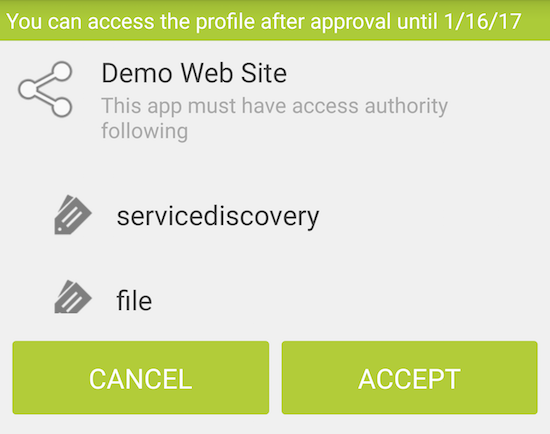 You can access the profile after approval until 1/16/17
Demo Web Site
This app must have access authority
following
servicediscovery
file
CANCEL
ACCEPT